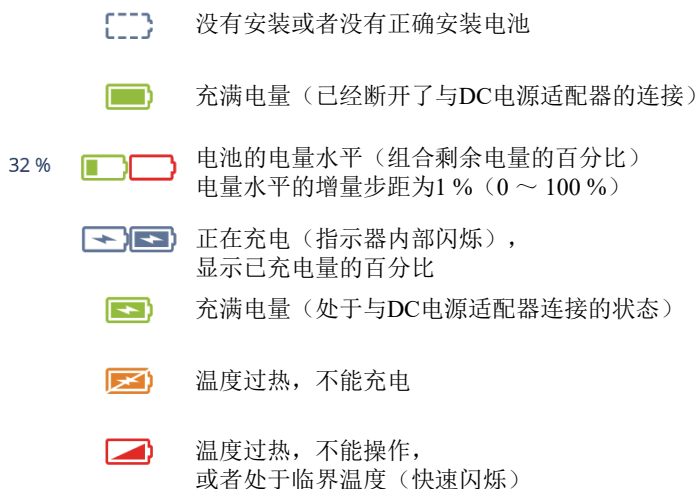 没有安装或者没有正确安装电池
充满电量（已经断开了与DC电源适配器的连接）
32 %
电池的电量水平（组合剩余电量的百分比）
电量水平的增量步距为1 %（0 ～ 100 %）
正在充电（指示器内部闪烁），
显示已充电量的百分比
充满电量（处于与DC电源适配器连接的状态）
温度过热，不能充电
温度过热，不能操作，
或者处于临界温度（快速闪烁）